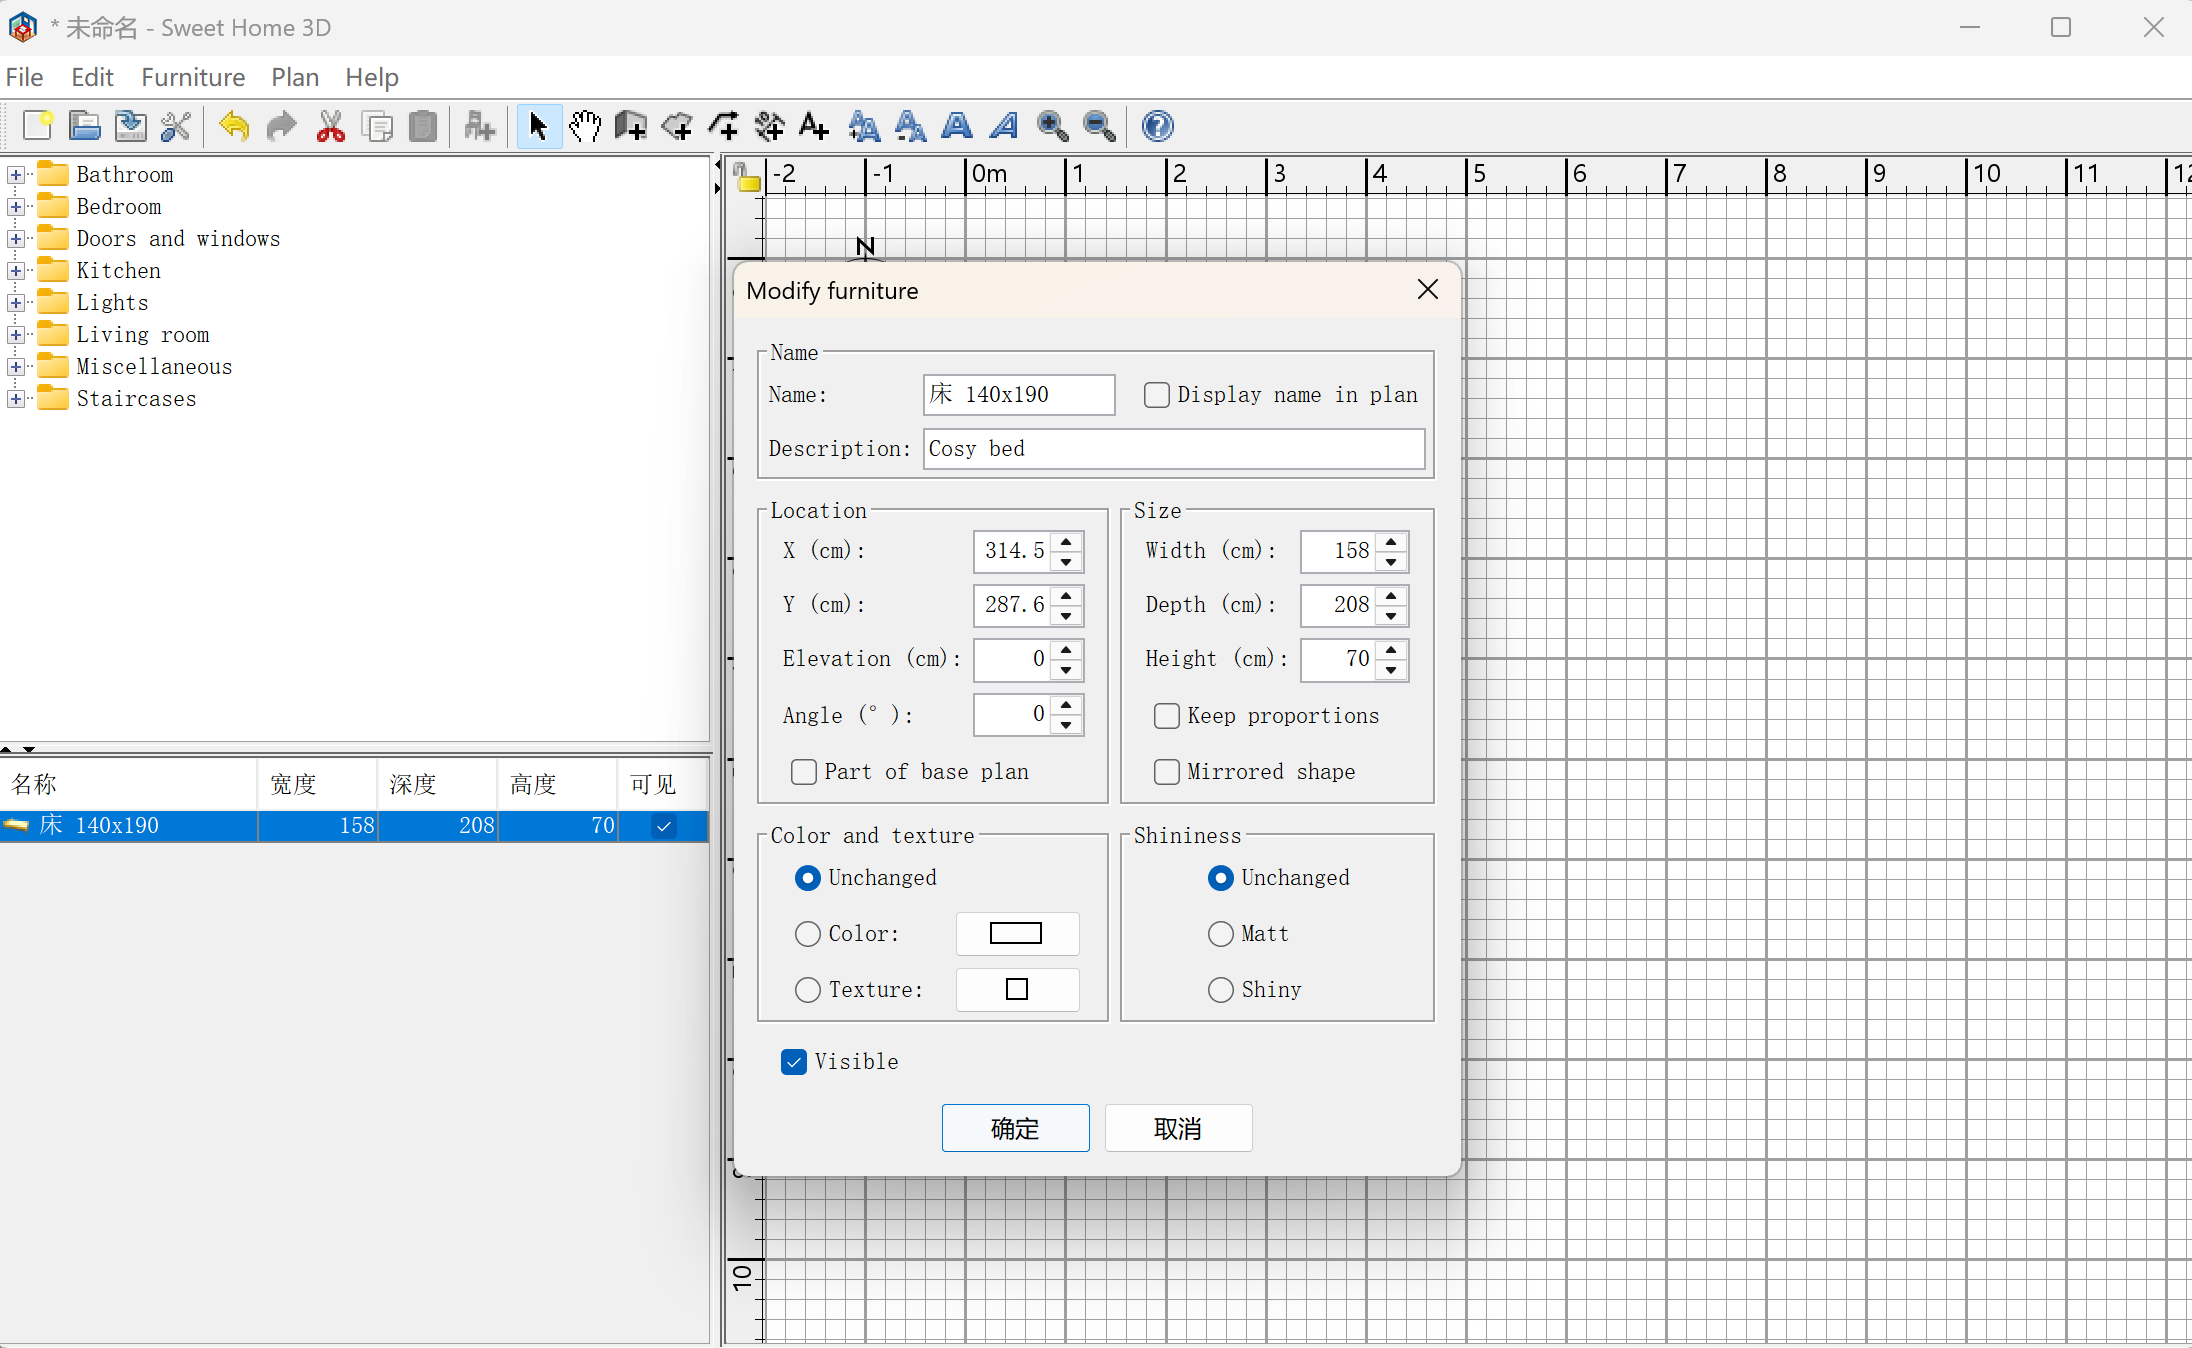 * 未命名 - Sweet Home 3D
File Edit Furniture Plan Help
Bathroom
Bedroom
Doors and windows
Kitchen
Lights
Living room
Miscellaneous
Staircases
名称 宽度 深度 高度 可见
床 140x190 158 208 70
-2 -1 0m 1 2 3 4 5 6 7 8 9 10 11 12
N
Modify furniture
Name
Name: 床 140x190 Display name in plan
Description: Cosy bed
Location
X (cm): 314.5
Y (cm): 287.6
Elevation (cm): 0
Angle (° ): 0
Part of base plan
Size
Width (cm): 158
Depth (cm): 208
Height (cm): 70
Keep proportions
Mirrored shape
Color and texture
Unchanged
Color:
Texture:
Shininess
Unchanged
Matt
Shiny
Visible
确定 取消
10